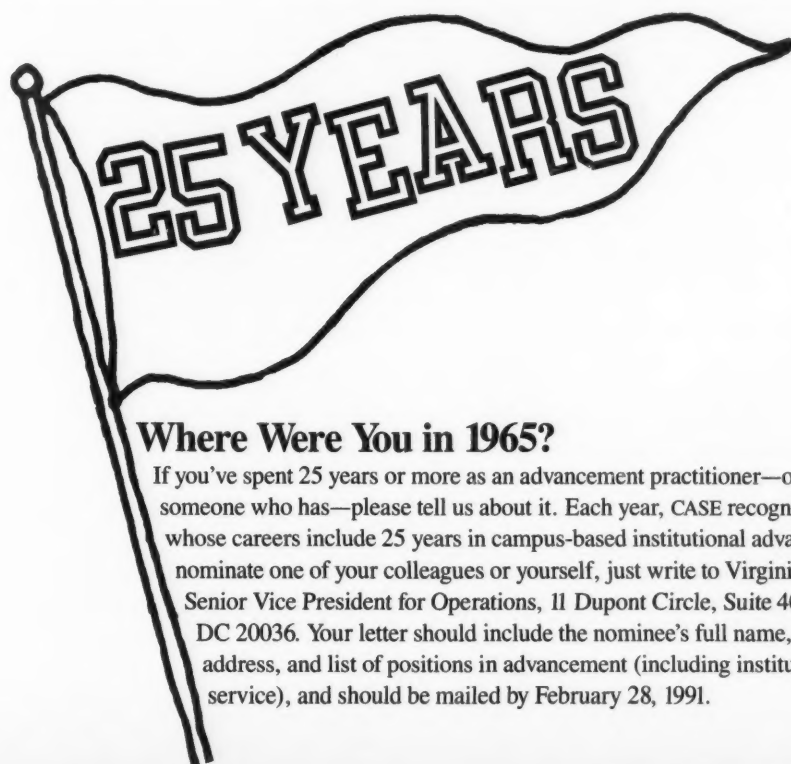 25 YEARS
Where Were You in 1965?
If you've spent 25 years or more as an advancement practitioner—o
someone who has—please tell us about it. Each year, CASE recogn
whose careers include 25 years in campus-based institutional adva
nominate one of your colleagues or yourself, just write to Virgini
Senior Vice President for Operations, 11 Dupont Circle, Suite 40
DC 20036. Your letter should include the nominee's full name,
address, and list of positions in advancement (including institu
service), and should be mailed by February 28, 1991.